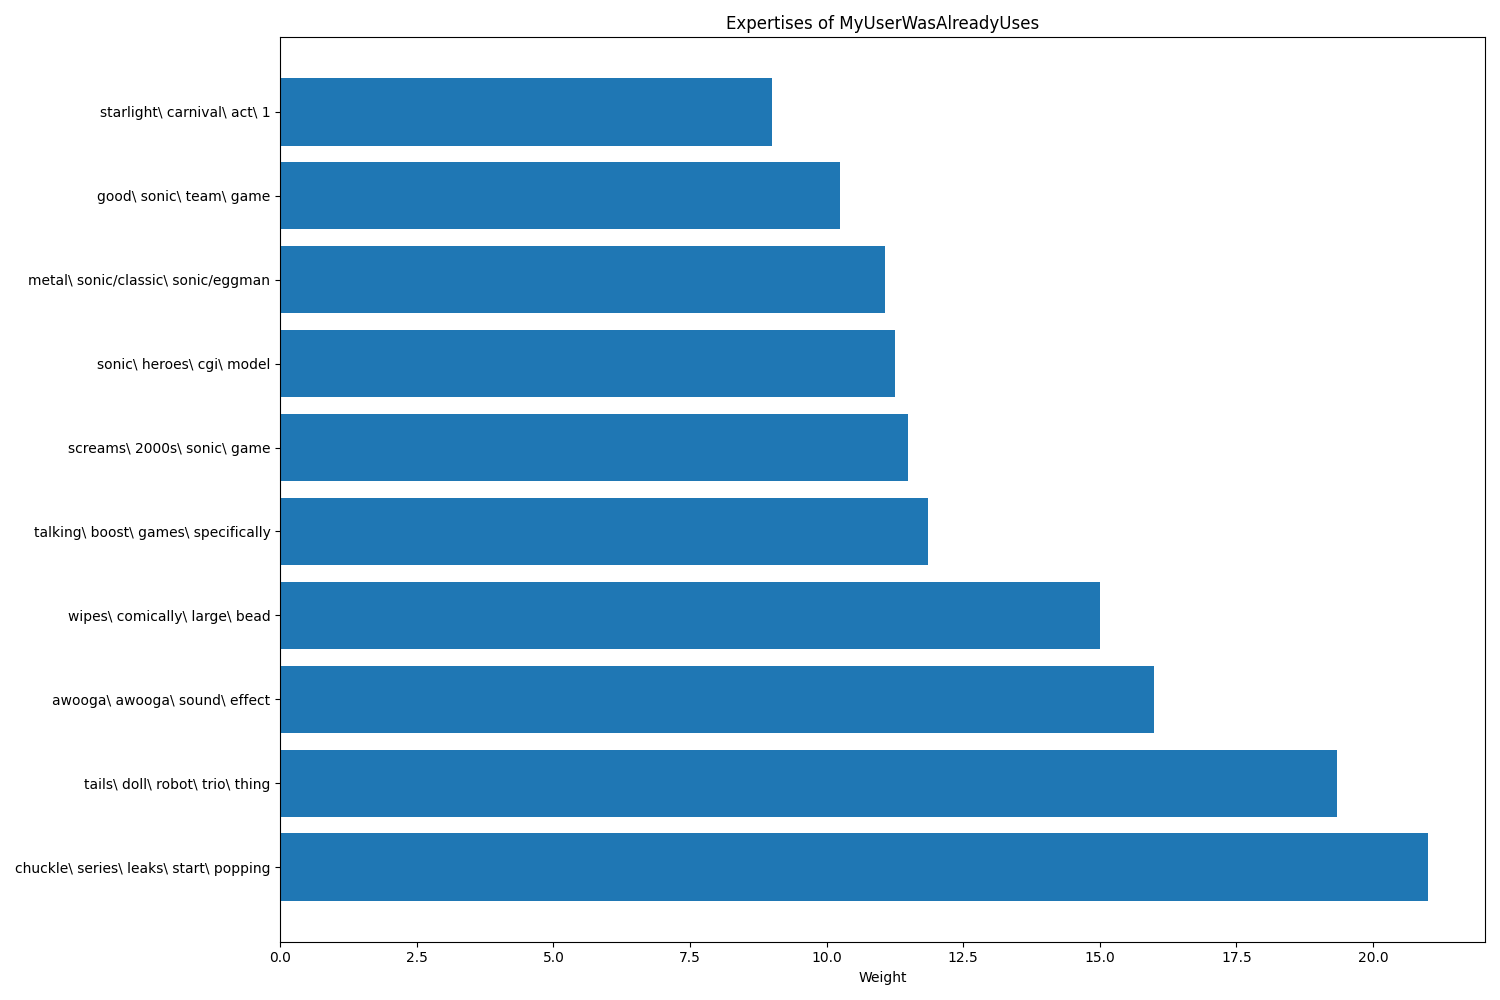 Expertises of MyUserWasAlreadyUses
starlight\ carnival\ act\ 1
good\ sonic\ team\ game
metal\ sonic/classic\ sonic/eggman
sonic\ heroes\ cgi\ model
screams\ 2000s\ sonic\ game
talking\ boost\ games\ specifically
wipes\ comically\ large\ bead
awooga\ awooga\ sound\ effect
tails\ doll\ robot\ trio\ thing
chuckle\ series\ leaks\ start\ popping
0.0 2.5 5.0 7.5 10.0 12.5 15.0 17.5 20.0
Weight